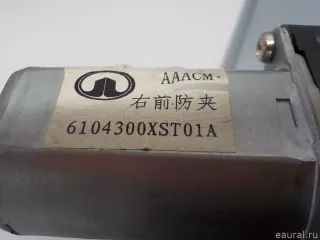 AAACM-
右前防夹
6104300XST01A
eaural.ru